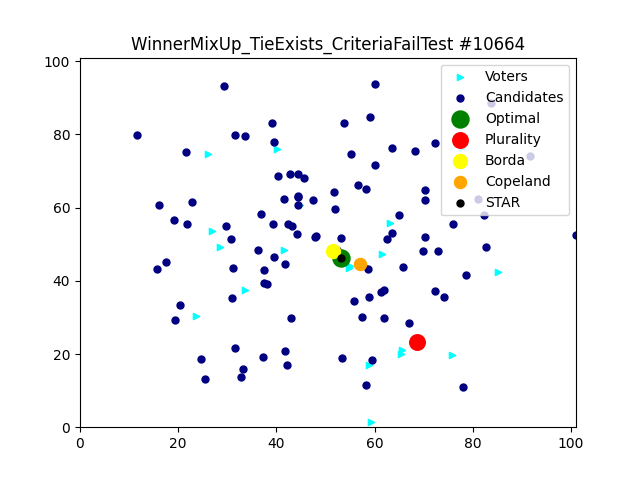 WinnerMixUp_TieExists_CriteriaFailTest #10664
Voters
Candidates
Optimal
Plurality
Borda
Copeland
STAR
100
80
60
40
20
0
0 20 40 60 80 100